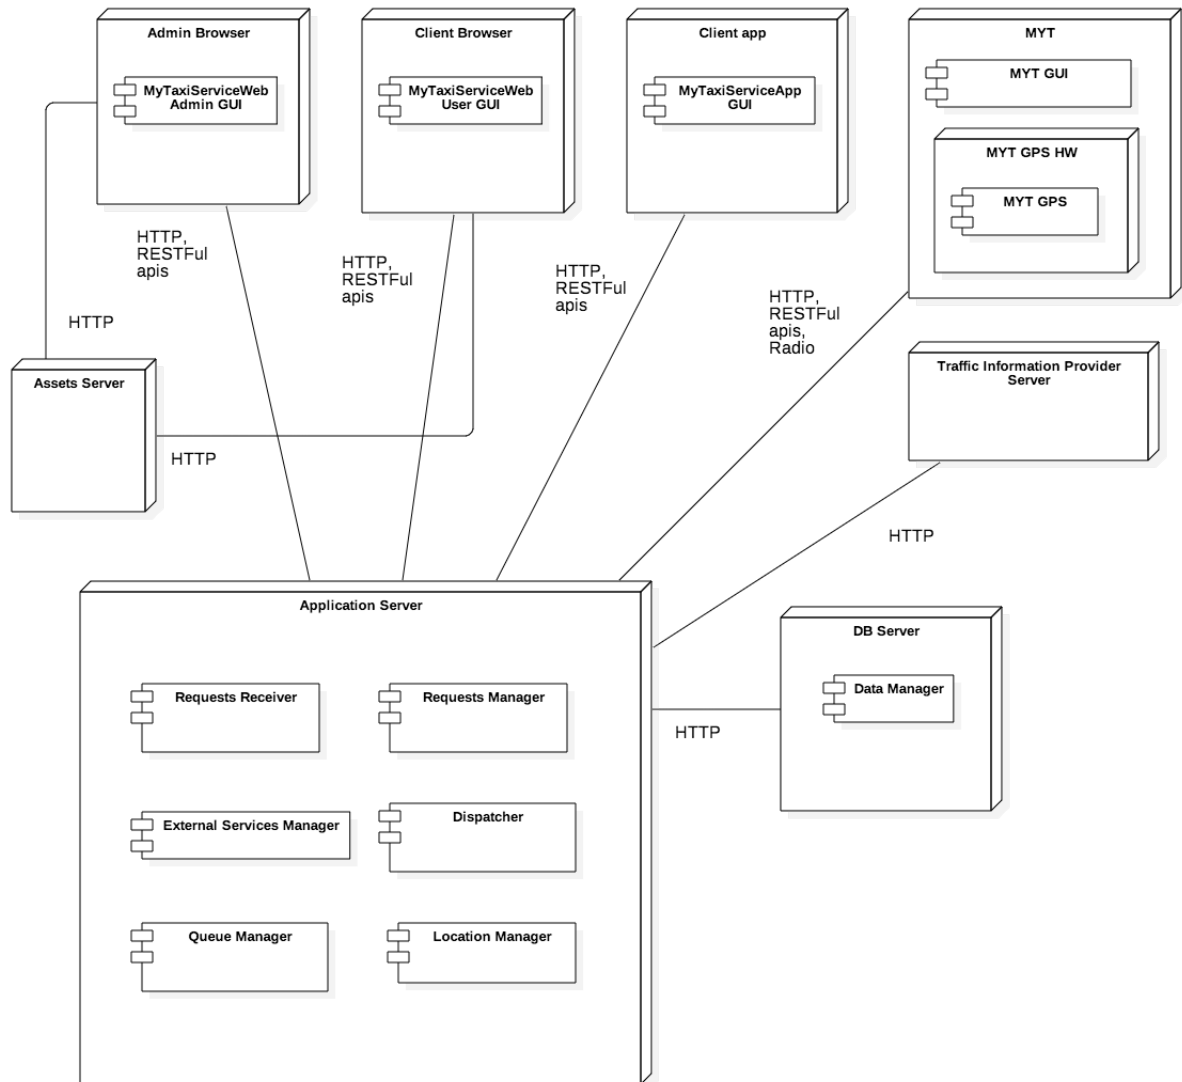 Admin Browser
MyTaxiServiceWeb
Admin GUI
Client Browser
MyTaxiServiceWeb
User GUI
Client app
MyTaxiServiceApp
GUI
MYT
MYT GUI
MYT GPS HW
MYT GPS
HTTP,
RESTFul
apis
HTTP,
RESTFul
apis
HTTP,
RESTFul
apis
HTTP,
RESTFul
apis,
Radio
HTTP
Assets Server
HTTP
Traffic Information Provider
Server
HTTP
Application Server
Requests Receiver
Requests Manager
External Services Manager
Dispatcher
Queue Manager
Location Manager
HTTP
DB Server
Data Manager